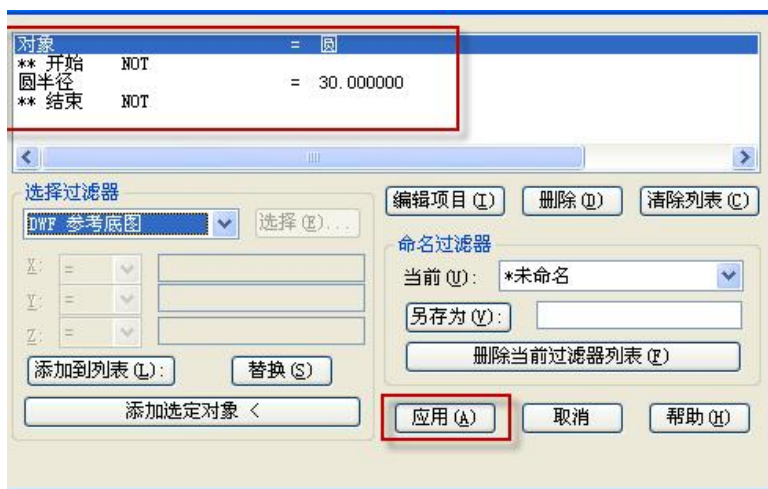 对象 = 圆
** 开始 NOT
圆半径 = 30.000000
** 结束 NOT
选择过滤器
DWF 参考底图
选择(E)...
X: =
Y: =
Z: =
添加到列表(L):
替换(S)
添加选定对象 <
编辑项目(I)
删除(D)
清除列表(C)
命名过滤器
当前(U): *未命名
另存为(V):
删除当前过滤器列表(F)
应用(A)
取消
帮助(H)